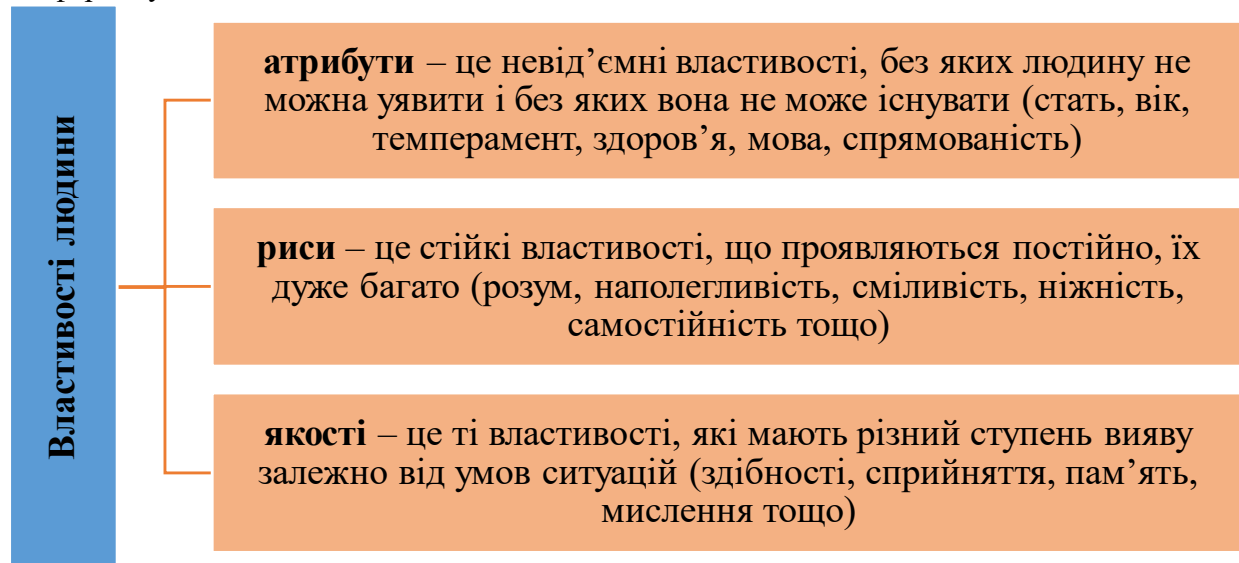 Властивості людини
атрибути – це невід’ємні властивості, без яких людину не
можна уявити і без яких вона не може існувати (стать, вік,
темперамент, здоров’я, мова, спрямованість)
риси – це стійкі властивості, що проявляються постійно, їх
дуже багато (розум, наполегливість, сміливість, ніжність,
самостійність тощо)
якості – це ті властивості, які мають різний ступень вияву
залежно від умов ситуацій (здібності, сприйняття, пам’ять,
мислення тощо)